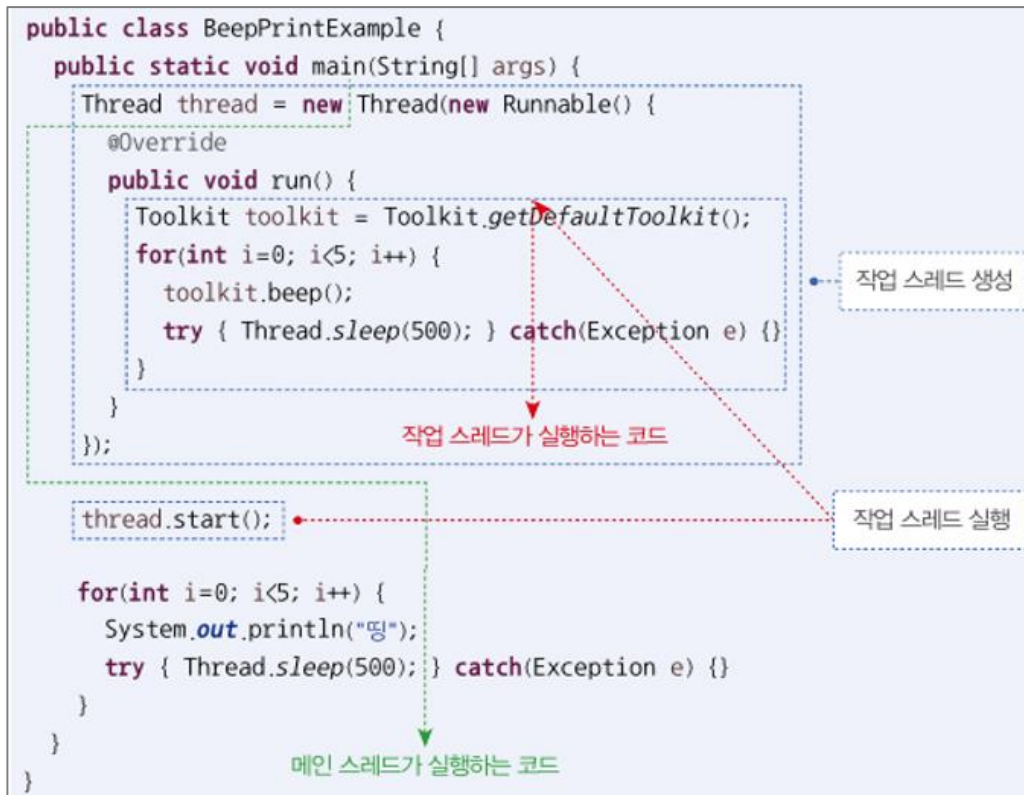 public class BeepPrintExample {
public static void main(String[] args) {
Thread thread = new Thread(new Runnable() {
@Override
public void run() {
Toolkit toolkit = Toolkit.getDefaultToolkit();
for(int i=0; i<5; i++) {
toolkit.beep();
try { Thread.sleep(500); } catch(Exception e) {}
}
}
});
작업 스레드 생성
작업 스레드가 실행하는 코드
thread.start();
작업 스레드 실행
for(int i=0; i<5; i++) {
System.out.println("띵");
try { Thread.sleep(500); } catch(Exception e) {}
}
}
메인 스레드가 실행하는 코드
}